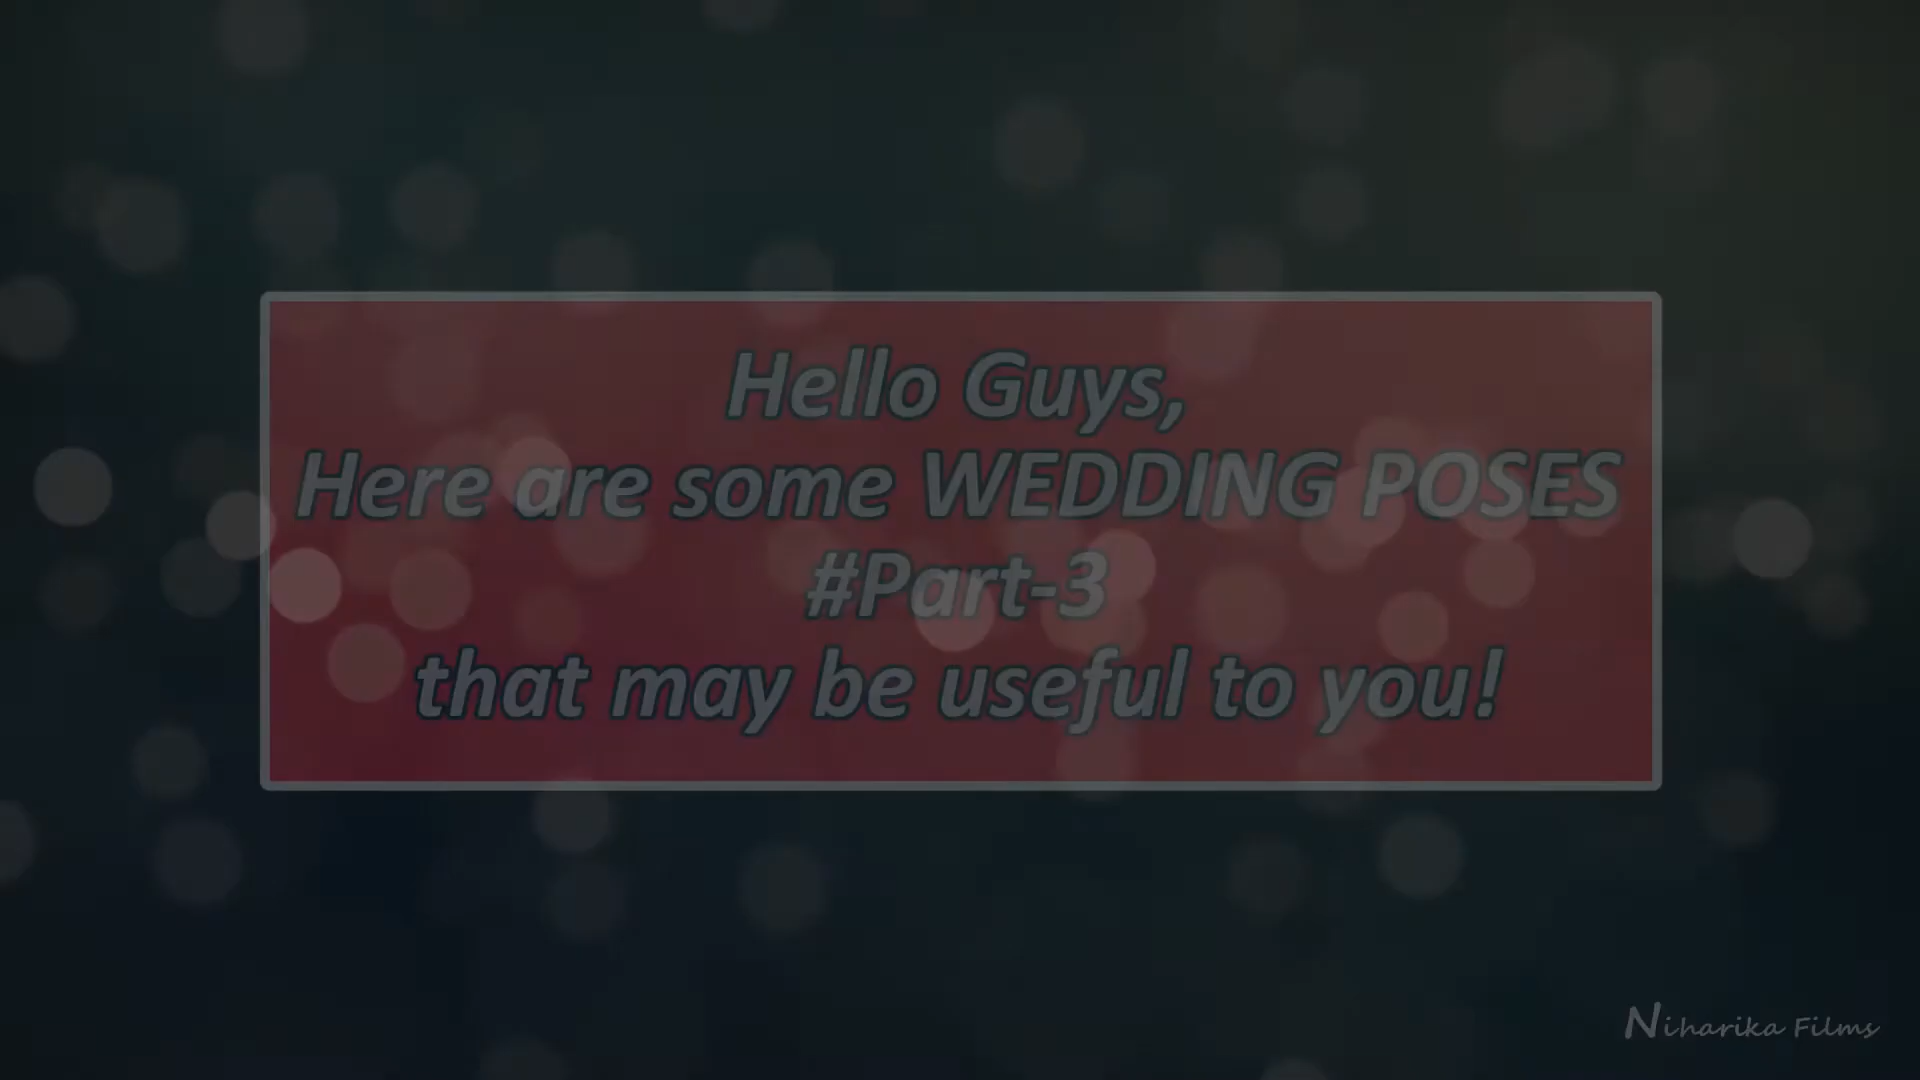 Hello Guys,
Here are some WEDDING POSES
#Part-3
that may be useful to you!
Niharika Films